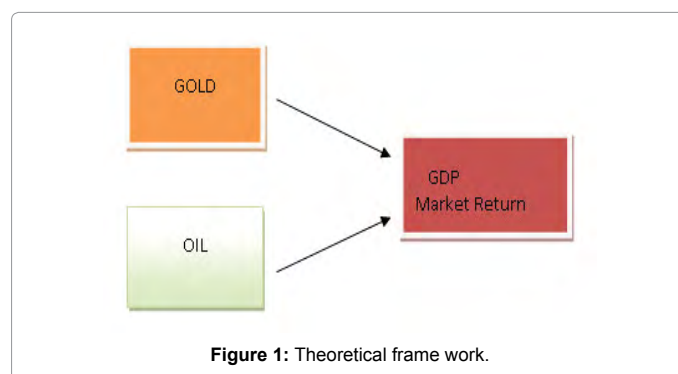 GOLD
OIL
GDP
Market Return
Figure 1: Theoretical frame work.